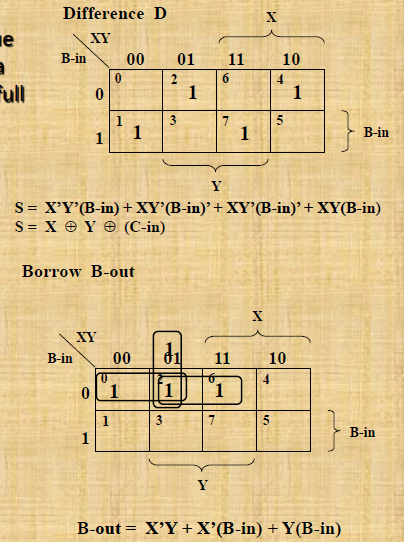 Difference D
X
ue
XY
a
B-in 00 01 11 10
full
0 0 2 1 6 4 1
1 1 1 3 7 1 5
B-in
Y
S = X’Y’(B-in) + XY’(B-in)’ + XY’(B-in)’ + XY(B-in)
S = X ⊕ Y ⊕ (C-in)
Borrow B-out
X
XY
1
B-in 00 01 11 10
0 0 1 2 1 6 1 4
1 1 3 7 5
B-in
Y
B-out = X’Y + X’(B-in) + Y(B-in)